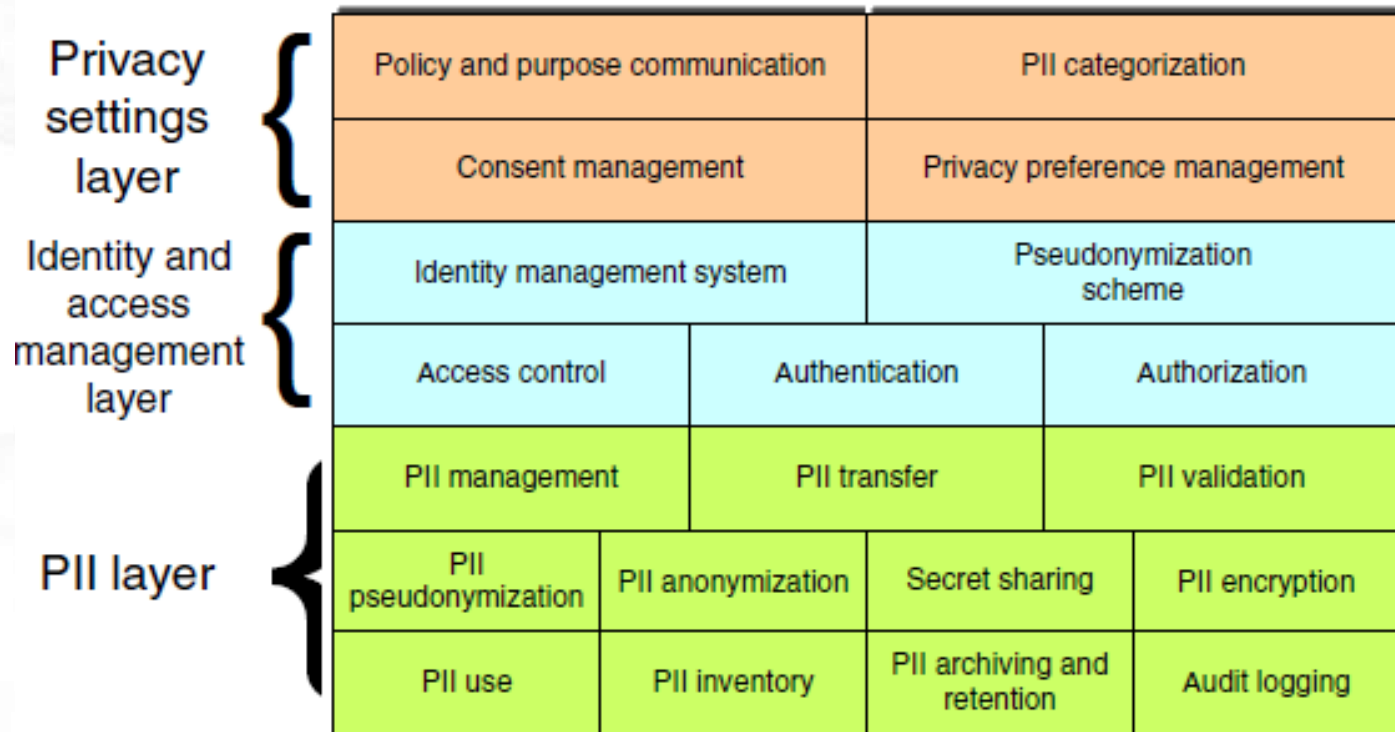 Privacy
settings
layer
Policy and purpose communication
PII categorization
Consent management
Privacy preference management
Identity and
access
management
layer
Identity management system
Pseudonymization
scheme
Access control
Authentication
Authorization
PII layer
PII management
PII transfer
PII validation
PII
pseudonymization
PII anonymization
Secret sharing
PII encryption
PII use
PII inventory
PII archiving and
retention
Audit logging